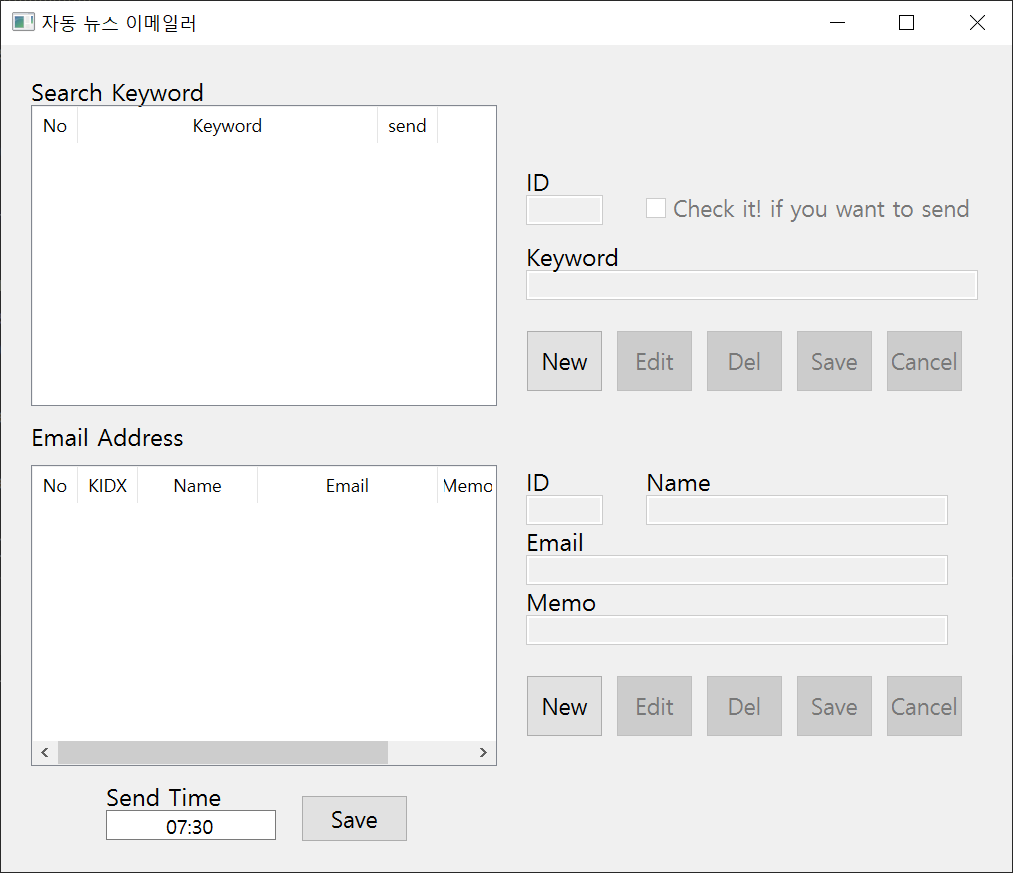 자동 뉴스 이메일러
Search Keyword
No Keyword send
ID
Check it! if you want to send
Keyword
New Edit Del Save Cancel
Email Address
No KIDX Name Email Memo
ID Name
Email
Memo
New Edit Del Save Cancel
Send Time
07:30
Save